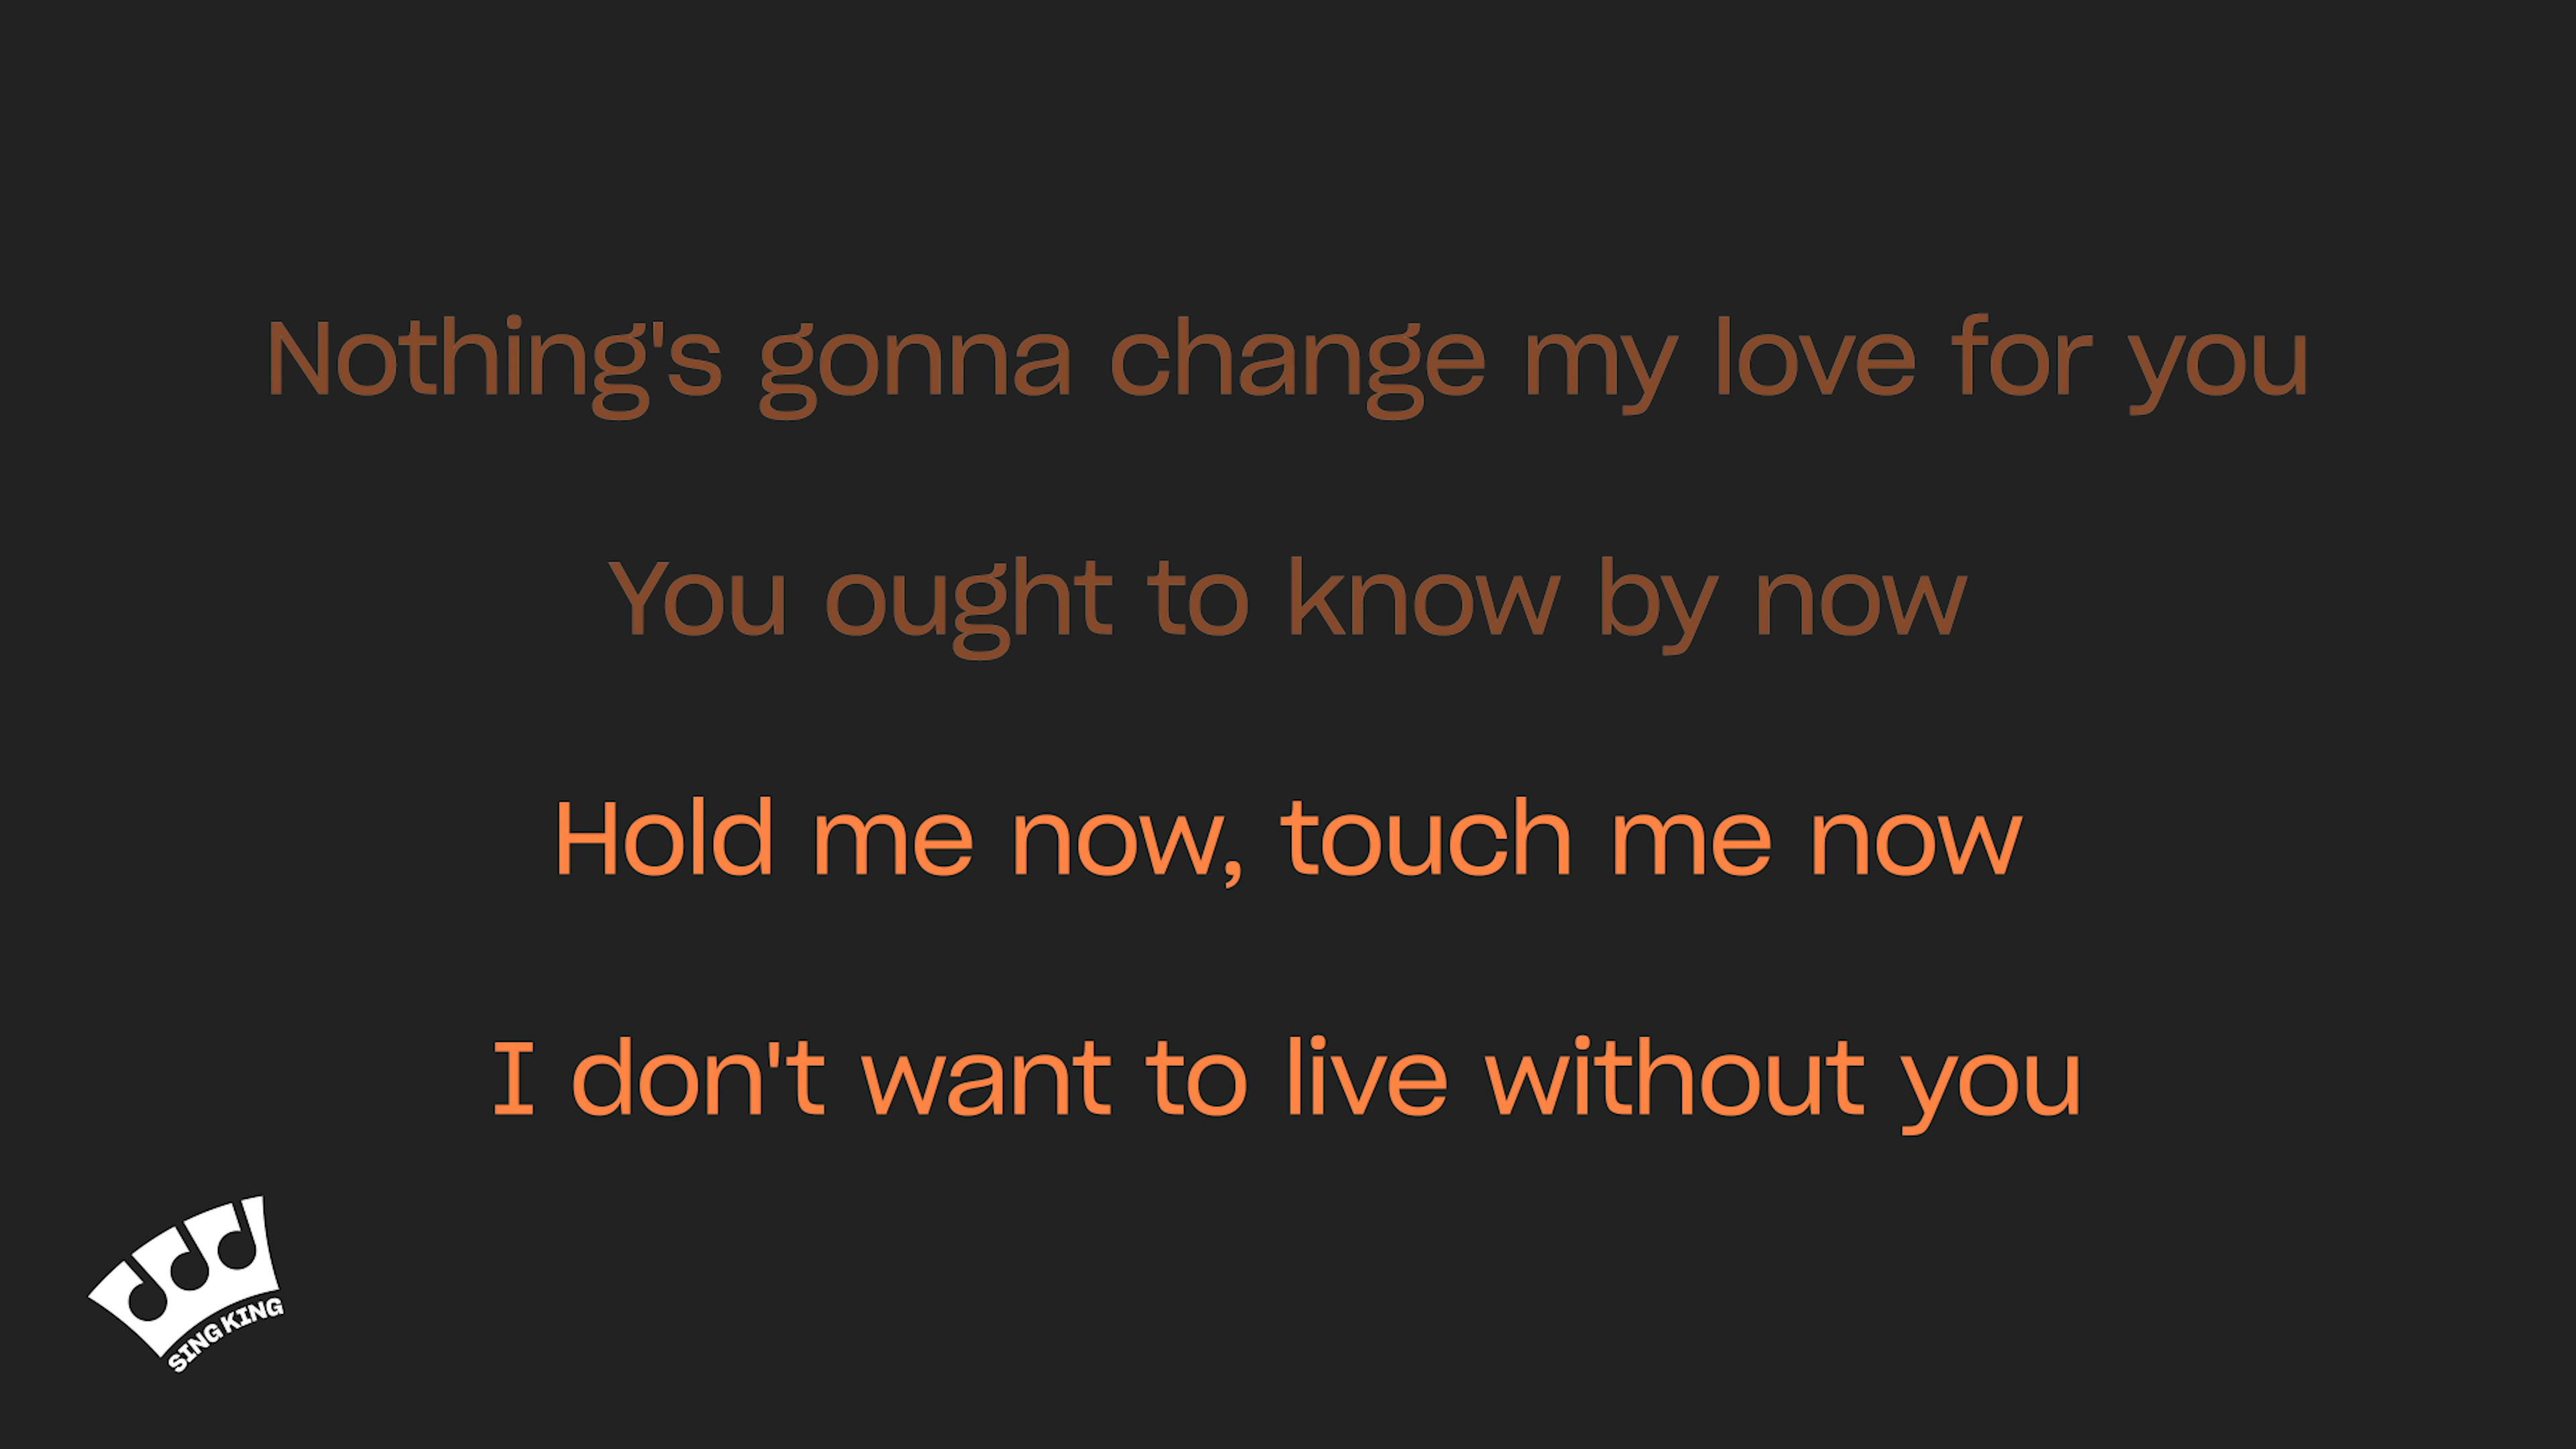 Nothing's gonna change my love for you
You ought to know by now
Hold me now, touch me now
I don't want to live without you
SING KING